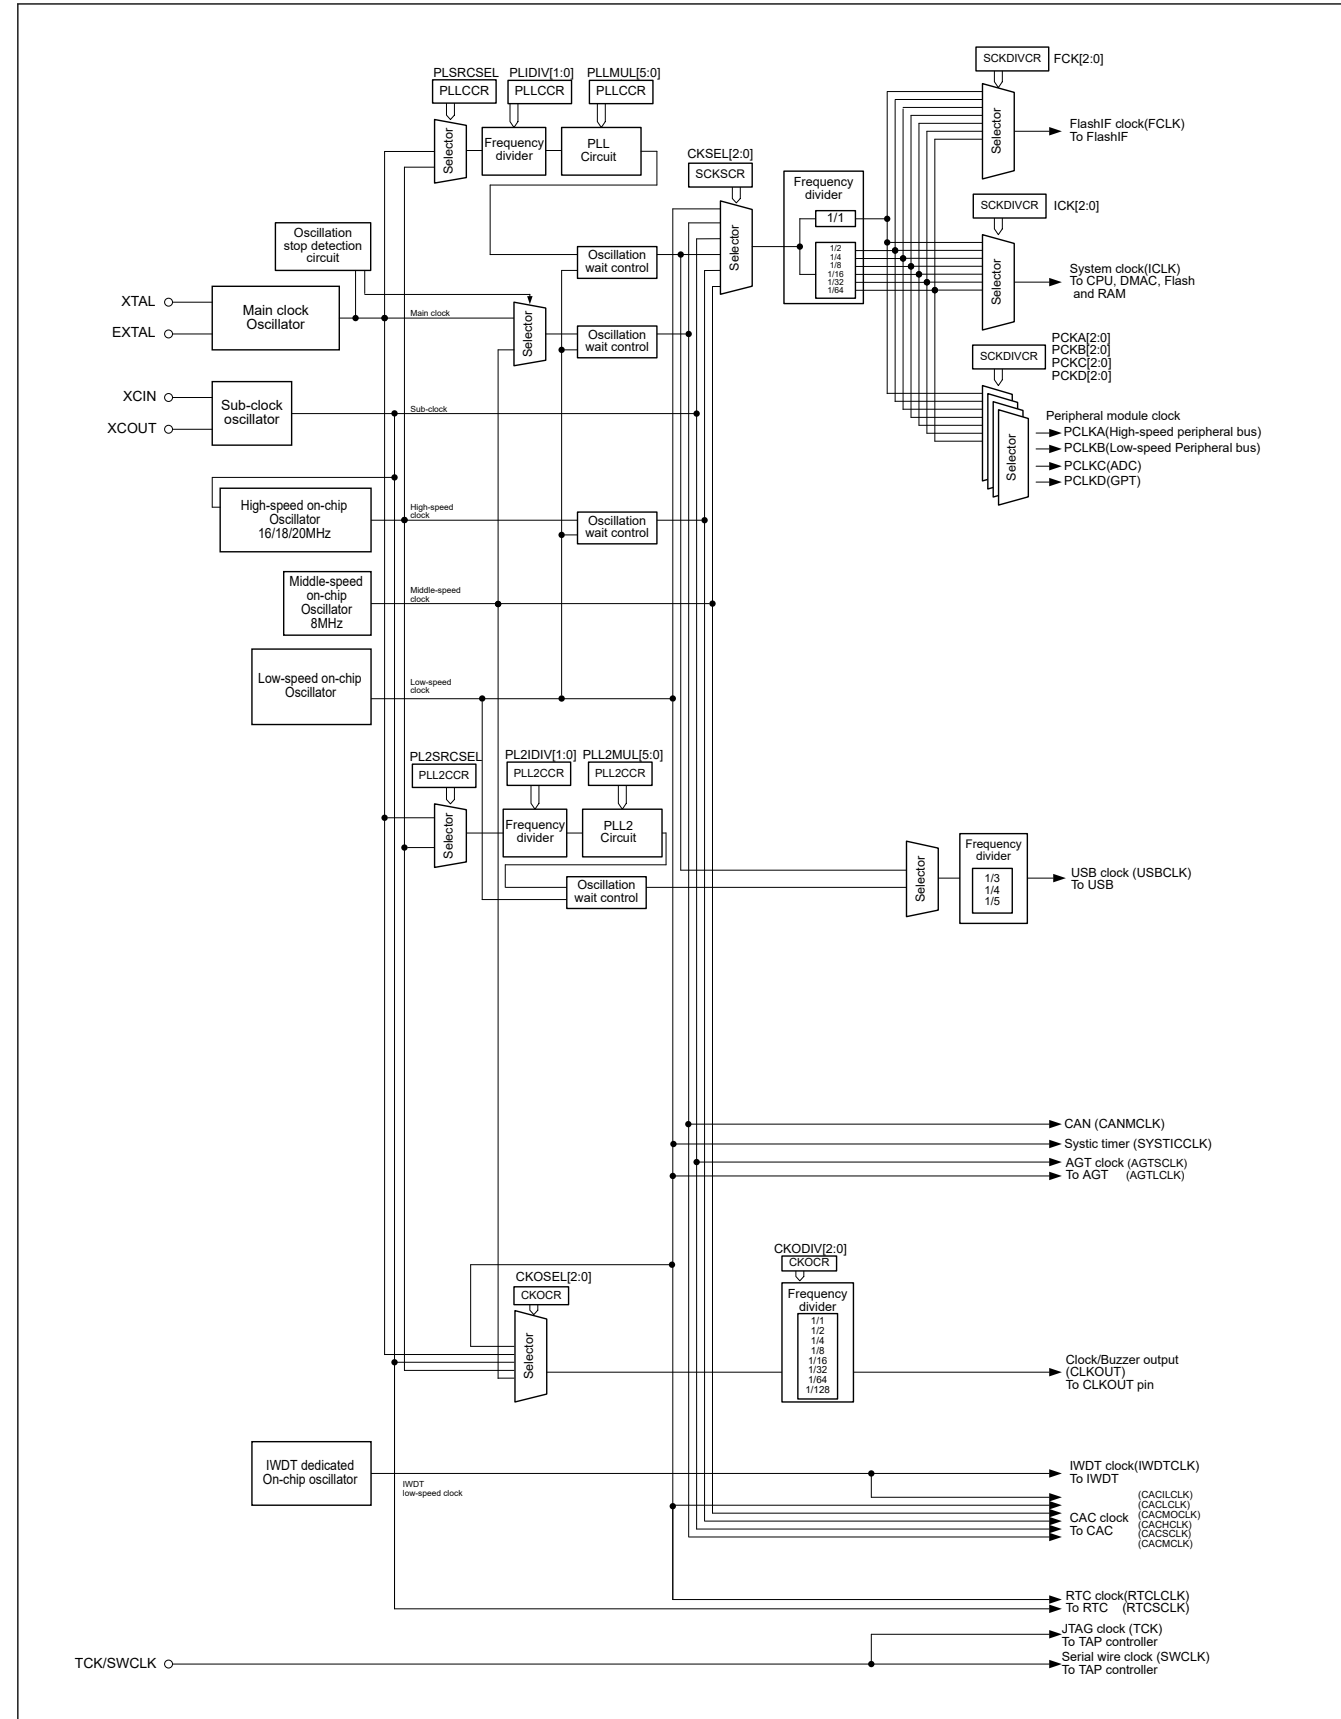 SCKDIVCR
FCK[2:0]
PLSRCSEL
PLIDIV[1:0]
PLLMUL[5:0]
PLLCCR
PLLCCR
PLLCCR
Selector
Frequency
divider
PLL
Circuit
Selector
FlashIF clock(FCLK)
To FlashIF
CKSEL[2:0]
SCKSCR
Selector
Frequency
divider
1/1
1/2
1/4
1/8
1/16
1/32
1/64
SCKDIVCR
ICK[2:0]
Selector
System clock(ICLK)
To CPU, DMAC, Flash
and RAM
Oscillation
stop detection
circuit
Oscillation
wait control
XTAL
EXTAL
Main clock
Oscillator
Main clock
Selector
Oscillation
wait control
PCKA[2:0]
PCKB[2:0]
PCKC[2:0]
PCKD[2:0]
SCKDIVCR
XCIN
XCOUT
Sub-clock
oscillator
Sub-clock
Selector
Peripheral module clock
PCLKA(High-speed peripheral bus)
PCLKB(Low-speed Peripheral bus)
PCLKC(ADC)
PCLKD(GPT)
High-speed on-chip
Oscillator
16/18/20MHz
High-speed
clock
Oscillation
wait control
Middle-speed
on-chip
Oscillator
8MHz
Middle-speed
clock
Low-speed on-chip
Oscillator
Low-speed
clock
PL2SRCSEL
PL2IDIV[1:0]
PLL2MUL[5:0]
PLL2CCR
PLL2CCR
PLL2CCR
Selector
Frequency
divider
PLL2
Circuit
Oscillation
wait control
Selector
Frequency
divider
1/3
1/4
1/5
USB clock (USBCLK)
To USB
CAN (CANMCLK)
Systic timer (SYSTICCLK)
AGT clock (AGTSCLK)
To AGT (AGTLCLK)
CKOSEL[2:0]
CKOCR
Selector
CKODIV[2:0]
CKOCR
Frequency
divider
1/1
1/2
1/4
1/8
1/16
1/32
1/64
1/128
Clock/Buzzer output
(CLKOUT)
To CLKOUT pin
IWDT dedicated
On-chip oscillator
IWDT
low-speed clock
IWDT clock(IWDTCLK)
To IWDT
CAC clock
To CAC
(CACILCLK)
(CACLCLK)
(CACMOCLK)
(CACHCLK)
(CACSCLK)
(CACMCLK)
RTC clock(RTCLCLK)
To RTC (RTCSCLK)
TCK/SWCLK
JTAG clock (TCK)
To TAP controller
Serial wire clock (SWCLK)
To TAP controller